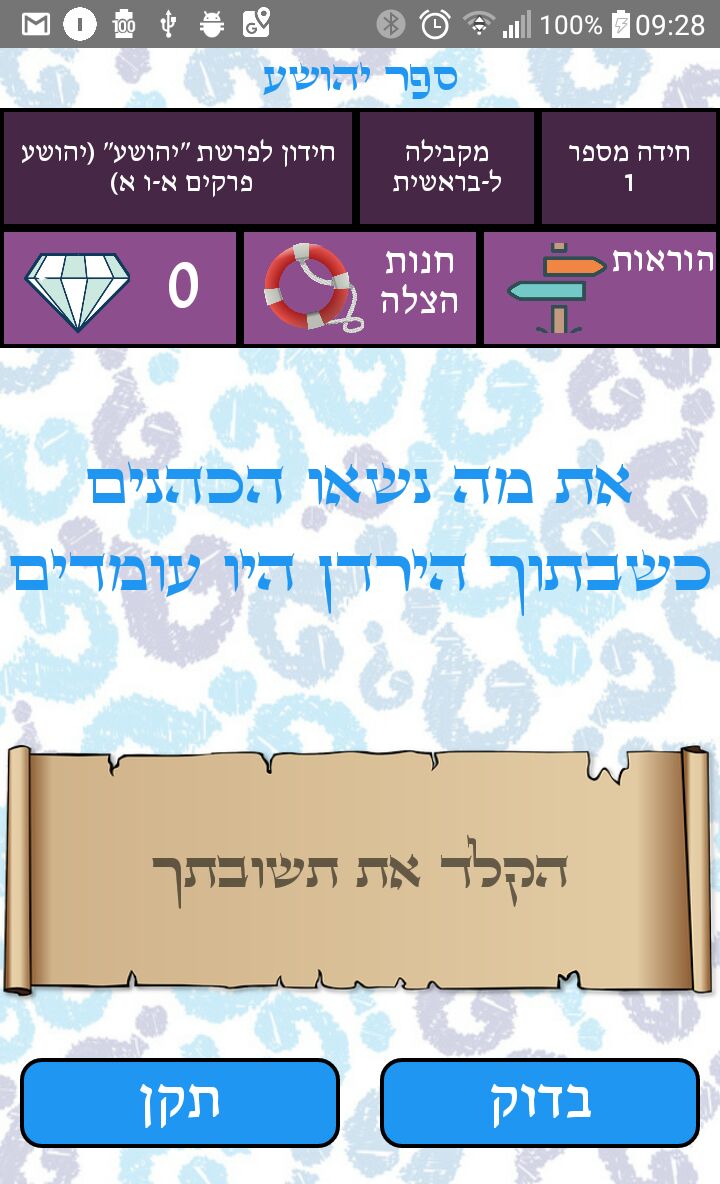 100% 09:28
ספר יהושע
חידה מספר
1
מקבילה
ל-בראשית
חידון לפרשת "יהושע" (יהושע
פרקים א-ו א)
הוראות
חנות
הצלה
0
את מה נשאו הכהנים
כשבתוך הירדן היו עומדים
הקלד את תשובתך
בדוק
תקן